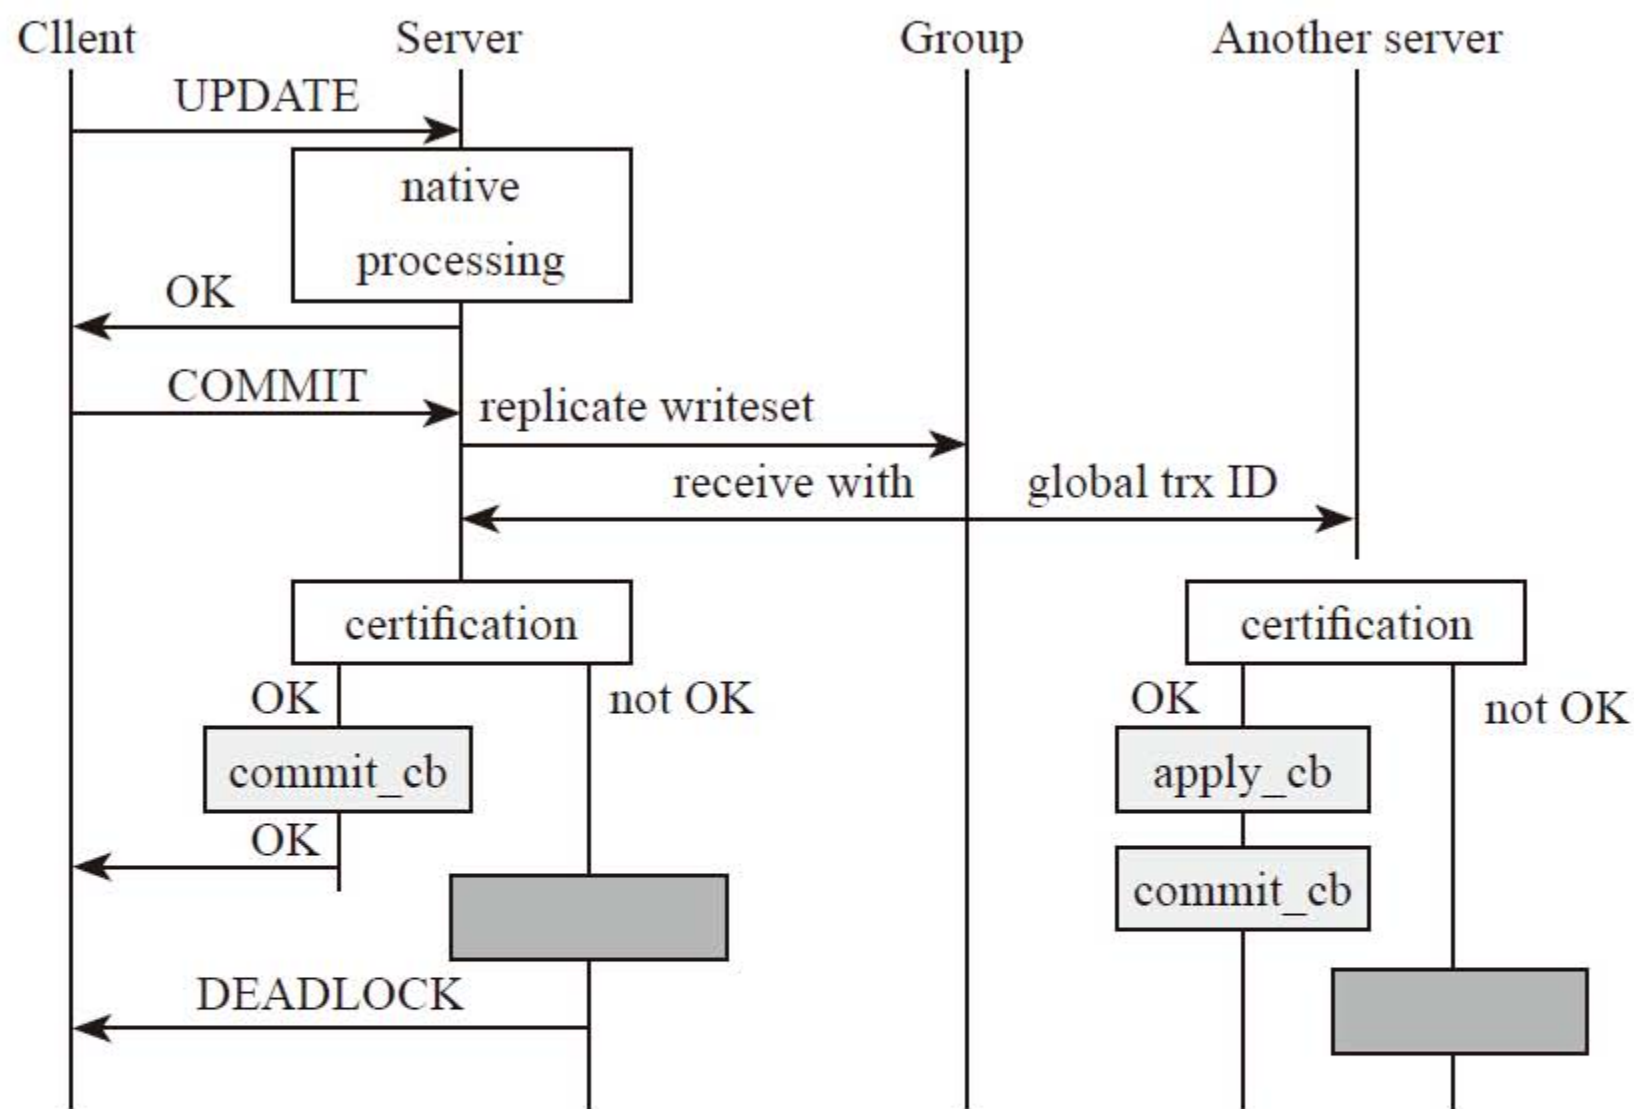 Cllent
Server
Group
Another server
UPDATE
native
processing
OK
COMMIT
replicate writeset
receive with
global trx ID
certification
certification
OK
not OK
OK
not OK
commit_cb
apply_cb
OK
commit_cb
DEADLOCK